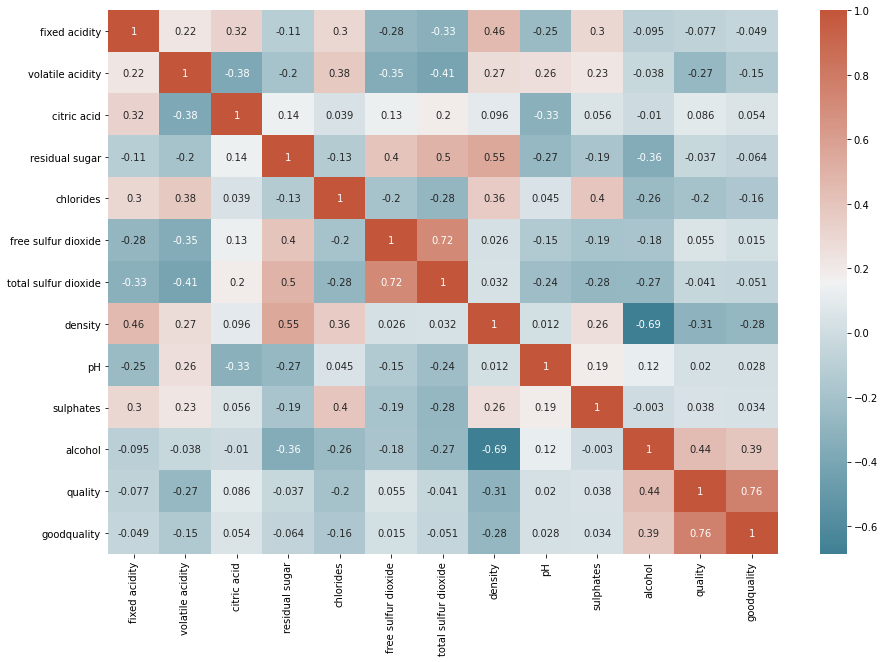 fixed acidity 1 0.22 0.32 -0.11 0.3 -0.28 -0.33 0.46 -0.25 0.3 -0.095 -0.077 -0.049
volatile acidity 0.22 1 -0.38 -0.2 0.38 -0.35 -0.41 0.27 0.26 0.23 -0.038 -0.27 -0.15
citric acid 0.32 -0.38 1 0.14 0.039 0.13 0.2 0.096 -0.33 0.056 -0.01 0.086 0.054
residual sugar -0.11 -0.2 0.14 1 -0.13 0.4 0.5 0.55 -0.27 -0.19 -0.36 -0.037 -0.064
chlorides 0.3 0.38 0.039 -0.13 1 -0.2 -0.28 0.36 0.045 0.4 -0.26 -0.2 -0.16
free sulfur dioxide -0.28 -0.35 0.13 0.4 -0.2 1 0.72 0.026 -0.15 -0.19 -0.18 0.055 0.015
total sulfur dioxide -0.33 -0.41 0.2 0.5 -0.28 0.72 1 0.032 -0.24 -0.28 -0.27 -0.041 -0.051
density 0.46 0.27 0.096 0.55 0.36 0.026 0.032 1 0.012 0.26 -0.69 -0.31 -0.28
pH -0.25 0.26 -0.33 -0.27 0.045 -0.15 -0.24 0.012 1 0.19 0.12 0.02 0.028
sulphates 0.3 0.23 0.056 -0.19 0.4 -0.19 -0.28 0.26 0.19 1 -0.003 0.038 0.034
alcohol -0.095 -0.038 -0.01 -0.36 -0.26 -0.18 -0.27 -0.69 0.12 -0.003 1 0.44 0.39
quality -0.077 -0.27 0.086 -0.037 -0.2 0.055 -0.041 -0.31 0.02 0.038 0.44 1 0.76
goodquality -0.049 -0.15 0.054 -0.064 -0.16 0.015 -0.051 -0.28 0.028 0.034 0.39 0.76 1
fixed acidity
volatile acidity
citric acid
residual sugar
chlorides
free sulfur dioxide
total sulfur dioxide
density
pH
sulphates
alcohol
quality
goodquality
1.0
0.8
0.6
0.4
0.2
0.0
−0.2
−0.4
−0.6